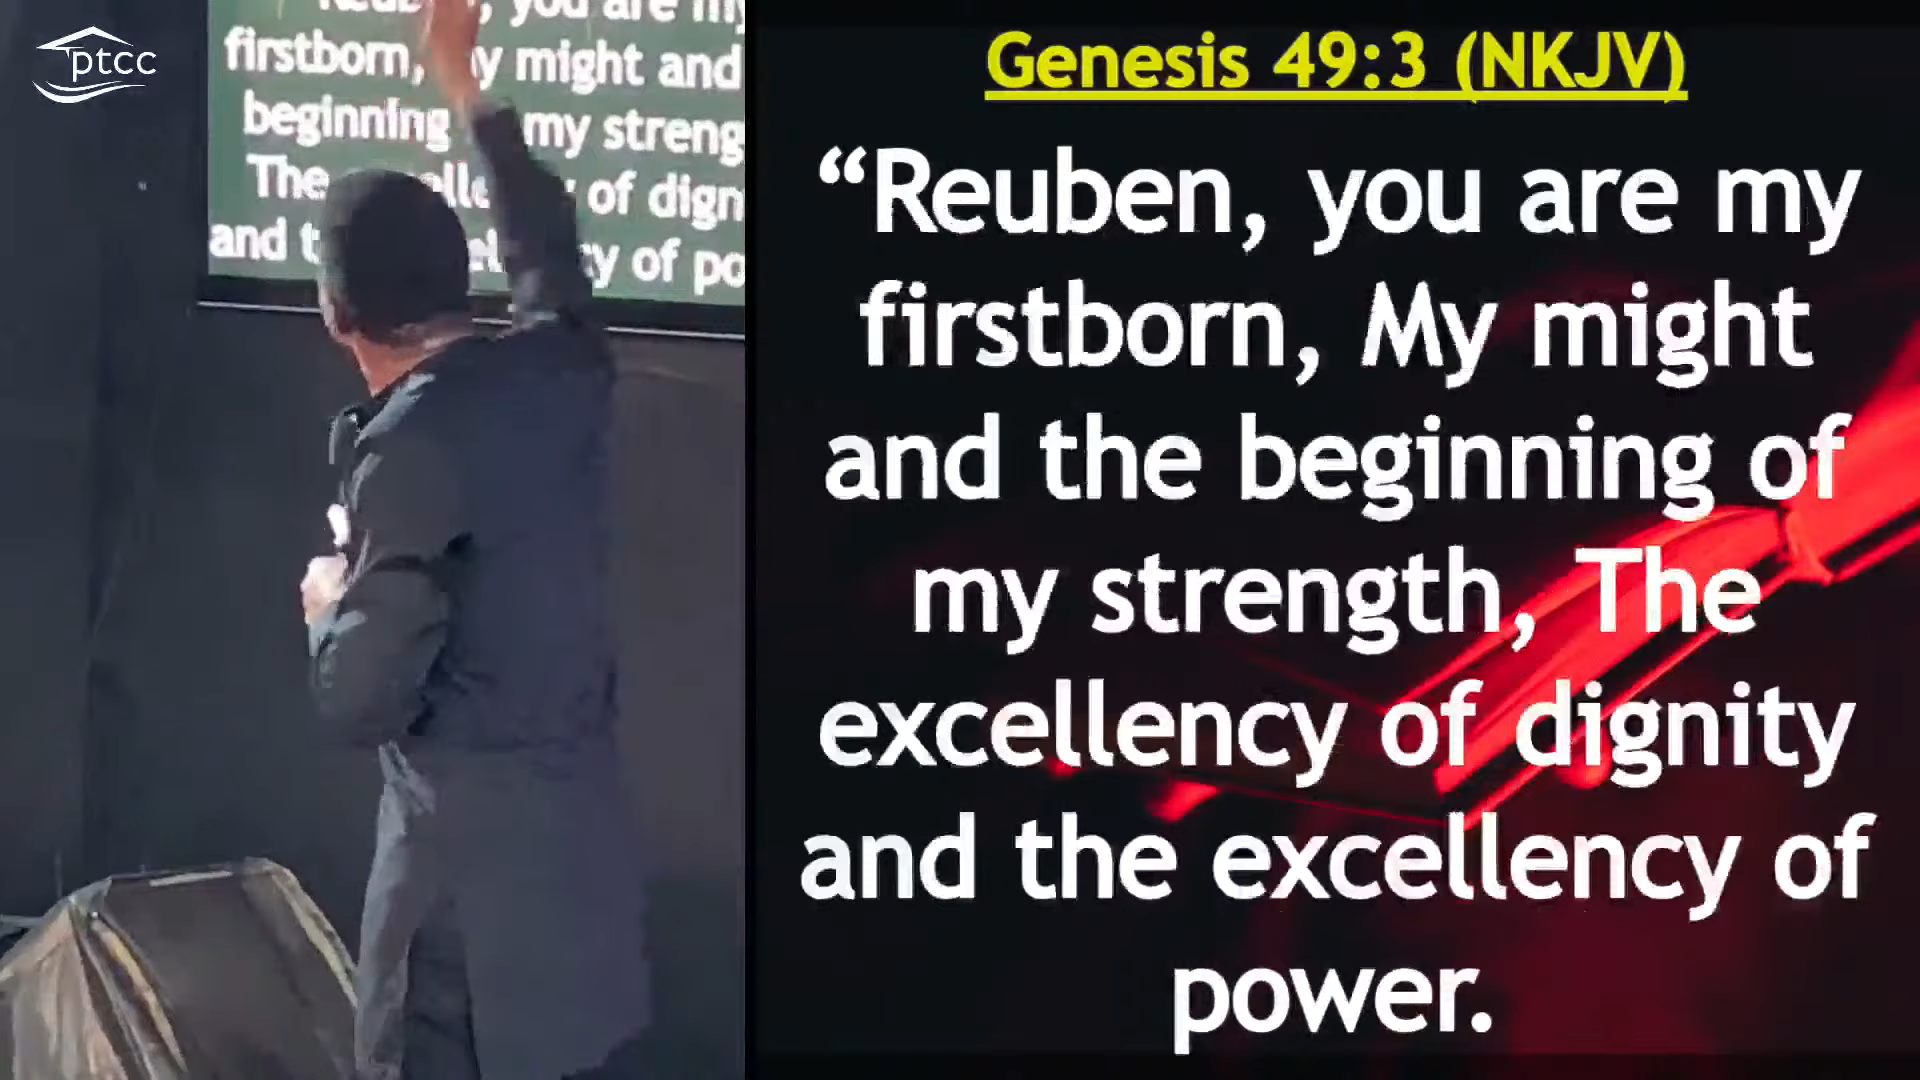 ptcc
firstborn, my might and
beginning my streng
The of dign
and of po
Genesis 49:3 (NKJV)
“Reuben, you are my
firstborn, My might
and the beginning of
my strength, The
excellency of dignity
and the excellency of
power.